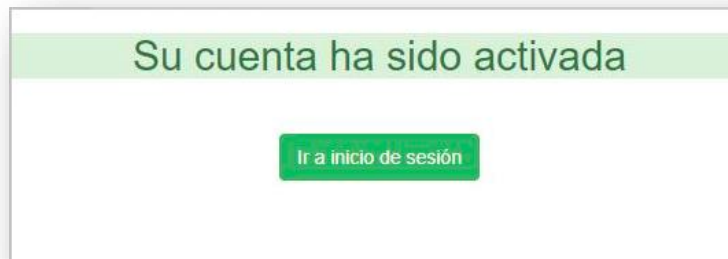 Su cuenta ha sido activada
Ir a inicio de sesión